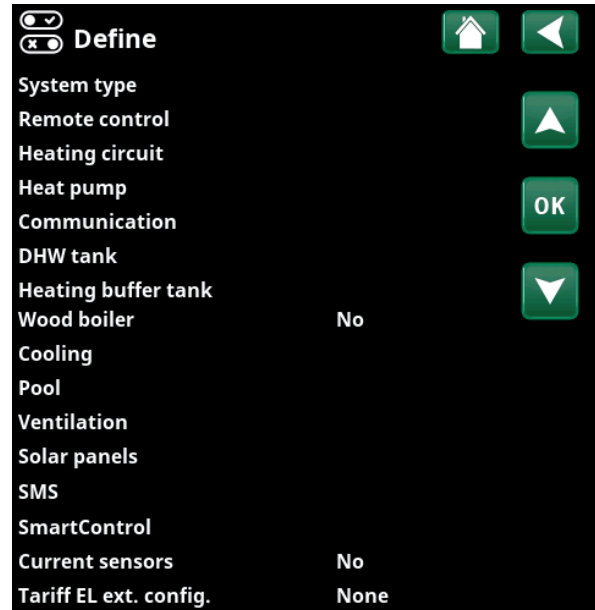 Define
System type
Remote control
Heating circuit
Heat pump
OK
Communication
DHW tank
Heating buffer tank
Wood boiler No
Cooling
Pool
Ventilation
Solar panels
SMS
SmartControl
Current sensors No
Tariff EL ext. config. None